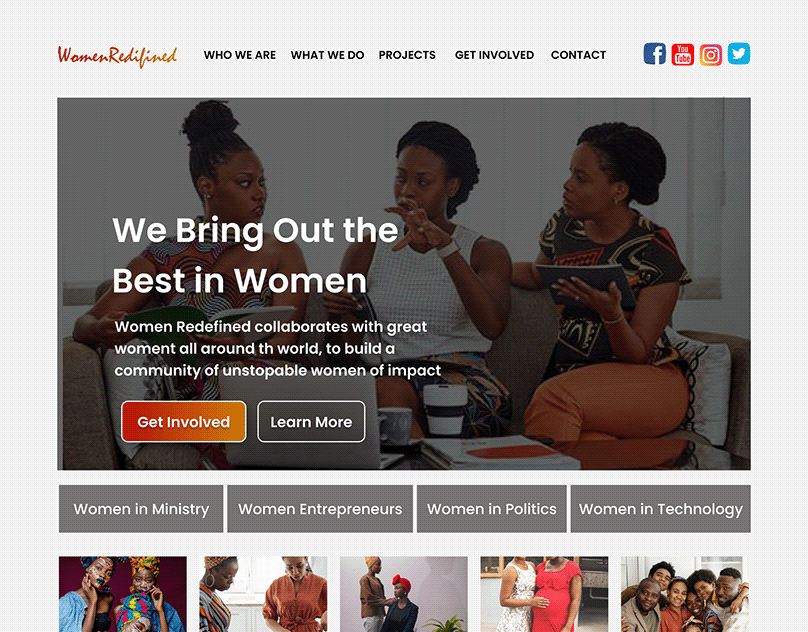 WomenRedifined
WHO WE ARE WHAT WE DO PROJECTS GET INVOLVED CONTACT
You Tube
We Bring Out the
Best in Women
Women Redefined collaborates with great
woment all around th world, to build a
community of unstopable women of impact
Get Involved Learn More
Women in Ministry Women Entrepreneurs Women in Politics Women in Technology